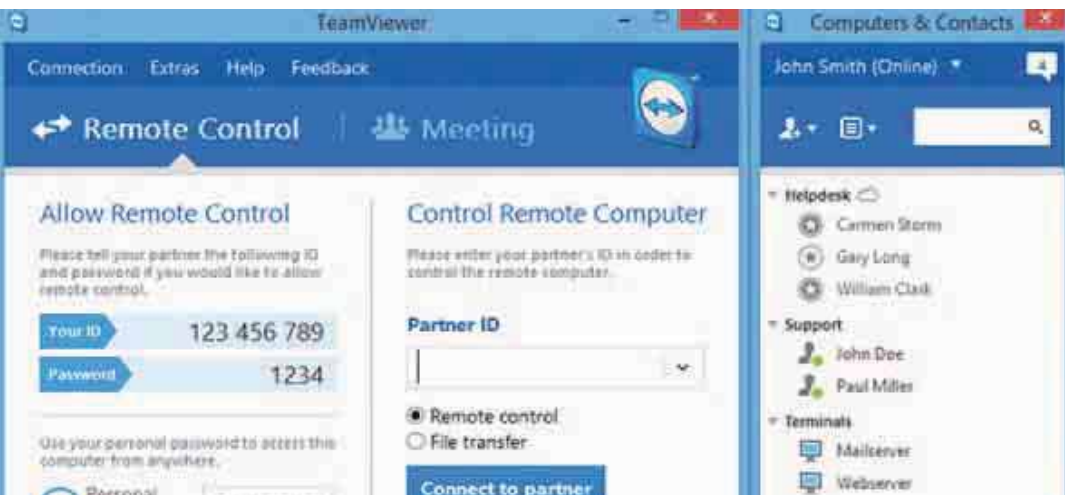 TeamViewer
Connection Extras Help Feedback
Remote Control
Meeting
Allow Remote Control
Please tell your partner the following ID
and password if you would like to allow
remote control.
Your ID 123 456 789
Password 1234
Use your personal password to access this
computer from anywhere.
Personal
Control Remote Computer
Please enter your partner's ID in order to
control the remote computer.
Partner ID
Remote control
File transfer
Connect to partner
Computers & Contacts
John Smith (Online)
4
Helpdesk
Carmen Storm
Gary Long
William Clark
Support
John Doe
Paul Miller
Terminals
Mailserver
Webserver